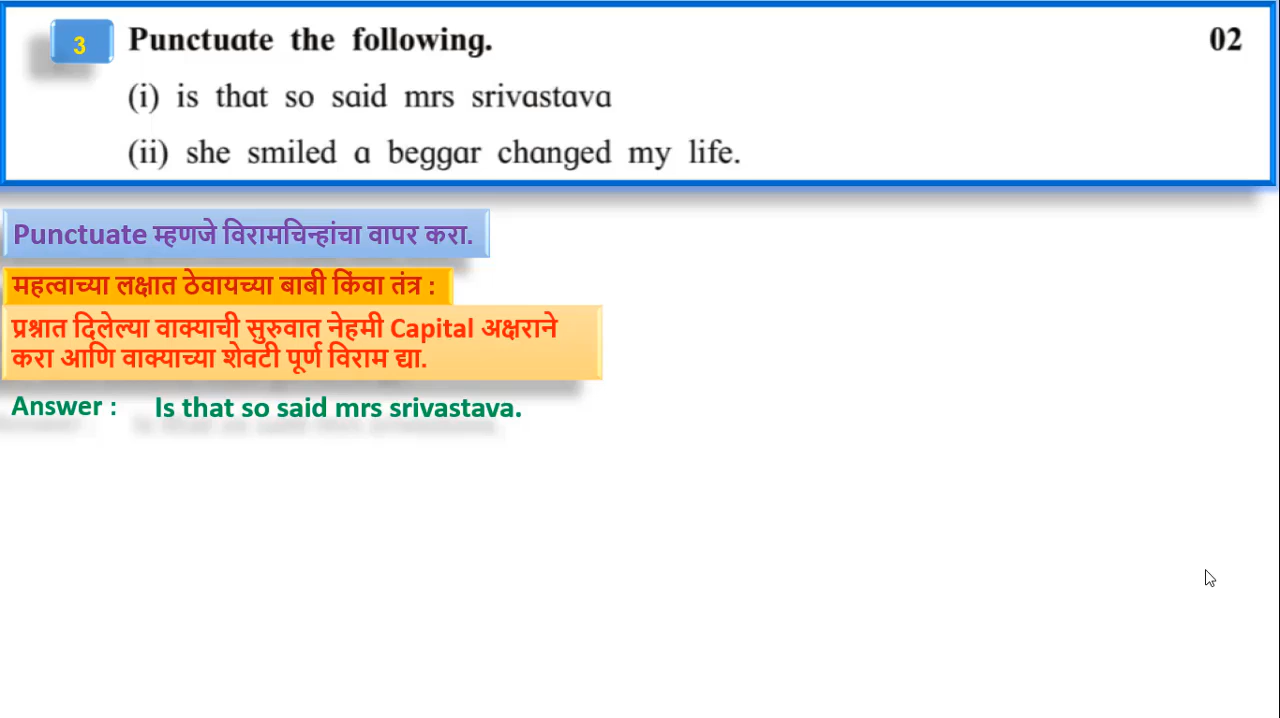 3 Punctuate the following. 02
(i) is that so said mrs srivastava
(ii) she smiled a beggar changed my life.
Punctuate म्हणजे विरामचिन्हांचा वापर करा.
महत्वाच्या लक्षात ठेवायच्या बाबी किंवा तंत्र :
प्रश्नात दिलेल्या वाक्याची सुरुवात नेहमी Capital अक्षराने
करा आणि वाक्याच्या शेवटी पूर्ण विराम द्या.
Answer : Is that so said mrs srivastava.